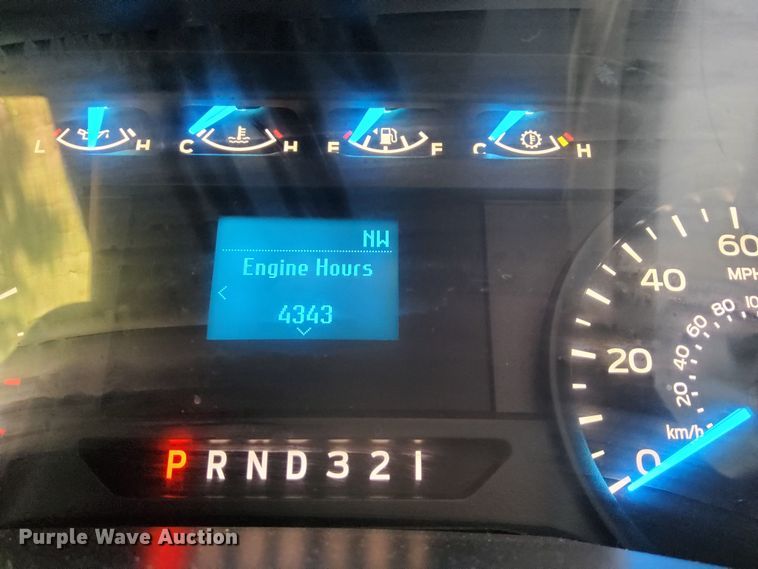 L H C H E F C H
NW
Engine Hours
4343
60
MPH
40
20
0
100
80
60
40
20
km/h
P R N D 3 2 1
Purple Wave Auction®